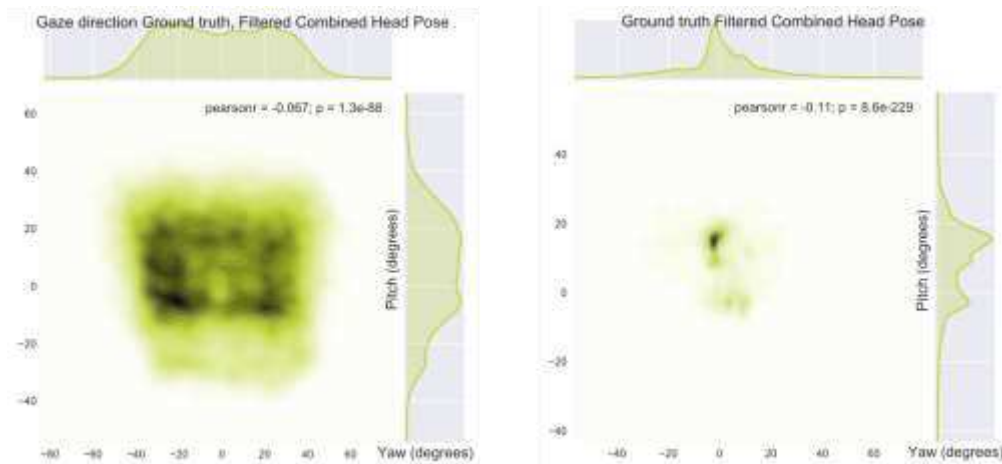 Gaze direction Ground truth, Filtered Combined Head Pose .
pearsonr = -0.067; p = 1.3e-88
60
40
20
0
−20
−40
Pitch (degrees)
−80 −60 −40 −20 0 20 40 60 Yaw (degrees)
Ground truth Filtered Combined Head Pose
pearsonr = -0.11; p = 8.6e-229
40
20
0
−20
−40
Pitch (degrees)
−40 −20 0 20 40 Yaw (degrees)